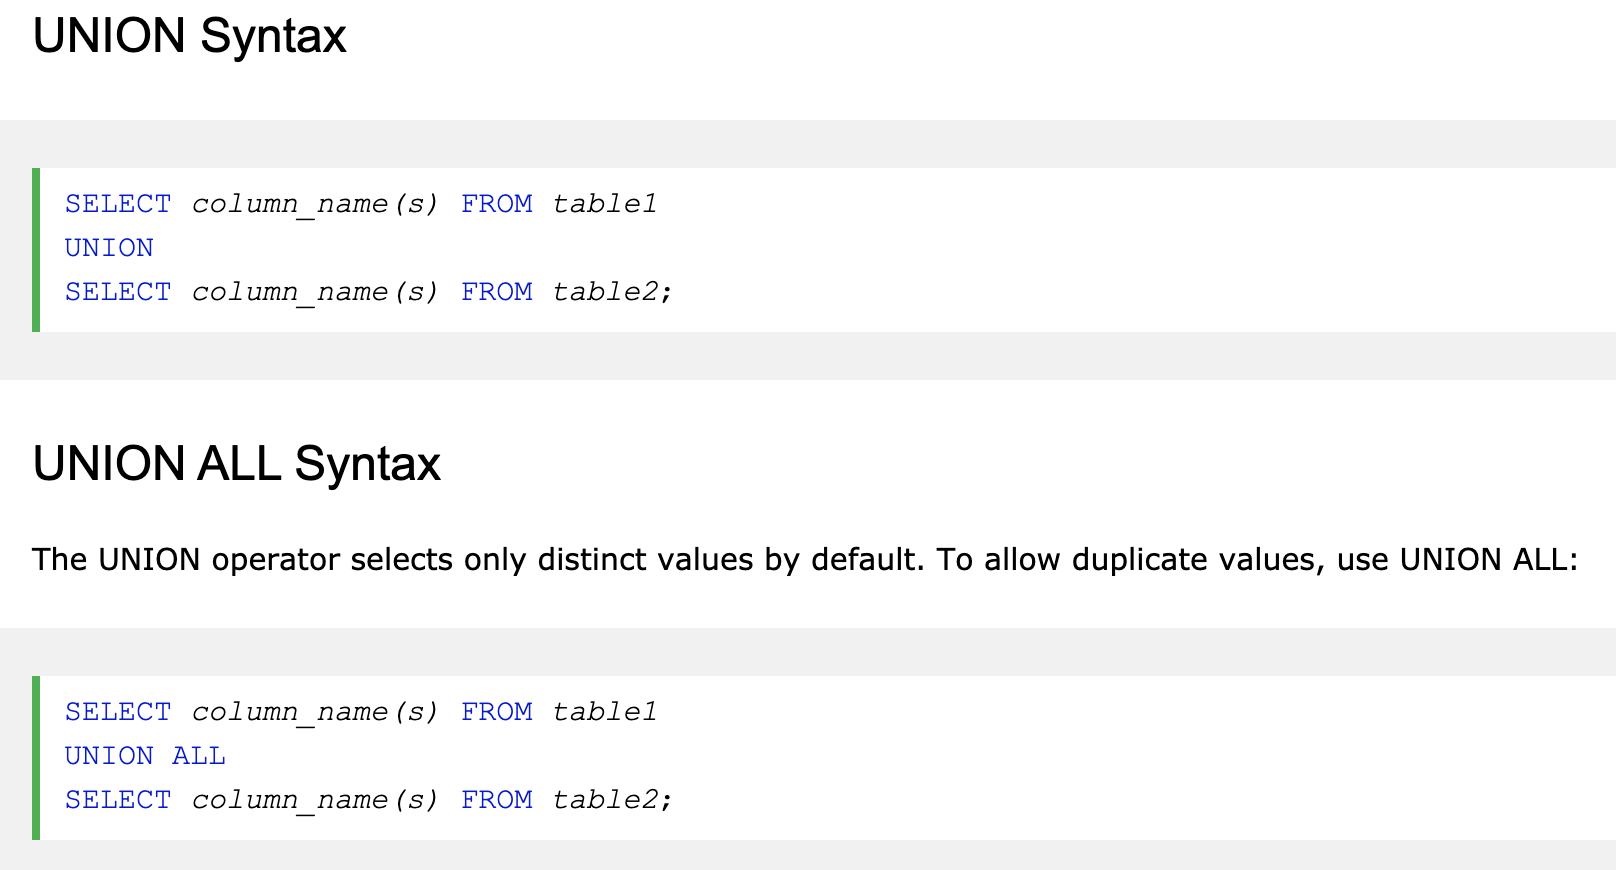 UNION Syntax
SELECT column_name(s) FROM table1
UNION
SELECT column_name(s) FROM table2;
UNION ALL Syntax
The UNION operator selects only distinct values by default. To allow duplicate values, use UNION ALL:
SELECT column_name(s) FROM table1
UNION ALL
SELECT column_name(s) FROM table2;